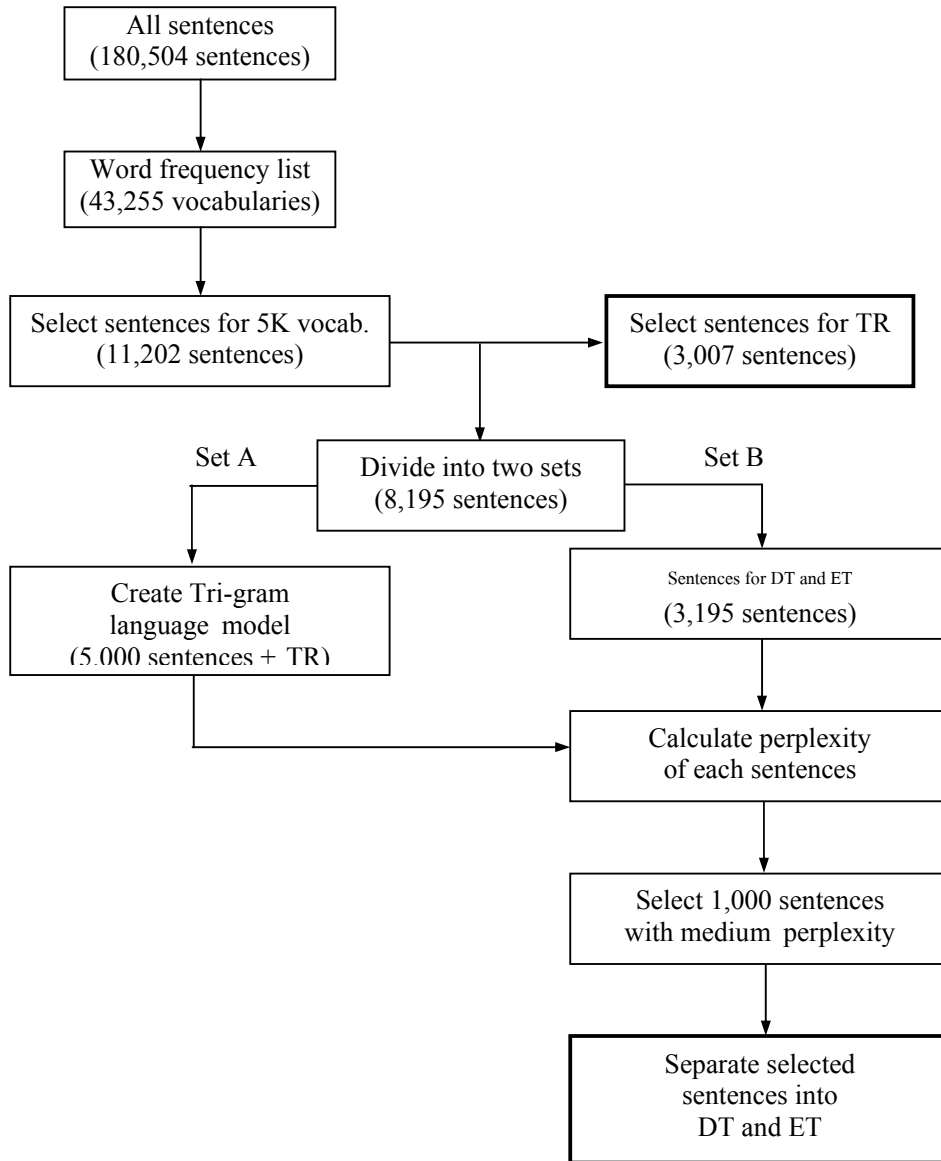 All sentences
(180,504 sentences)
Word frequency list
(43,255 vocabularies)
Select sentences for 5K vocab.
(11,202 sentences)
Select sentences for TR
(3,007 sentences)
Set A
Divide into two sets
(8,195 sentences)
Set B
Create Tri-gram
language model
(5,000 sentences + TR)
Sentences for DT and ET
(3,195 sentences)
Calculate perplexity
of each sentences
Select 1,000 sentences
with medium perplexity
Separate selected
sentences into
DT and ET